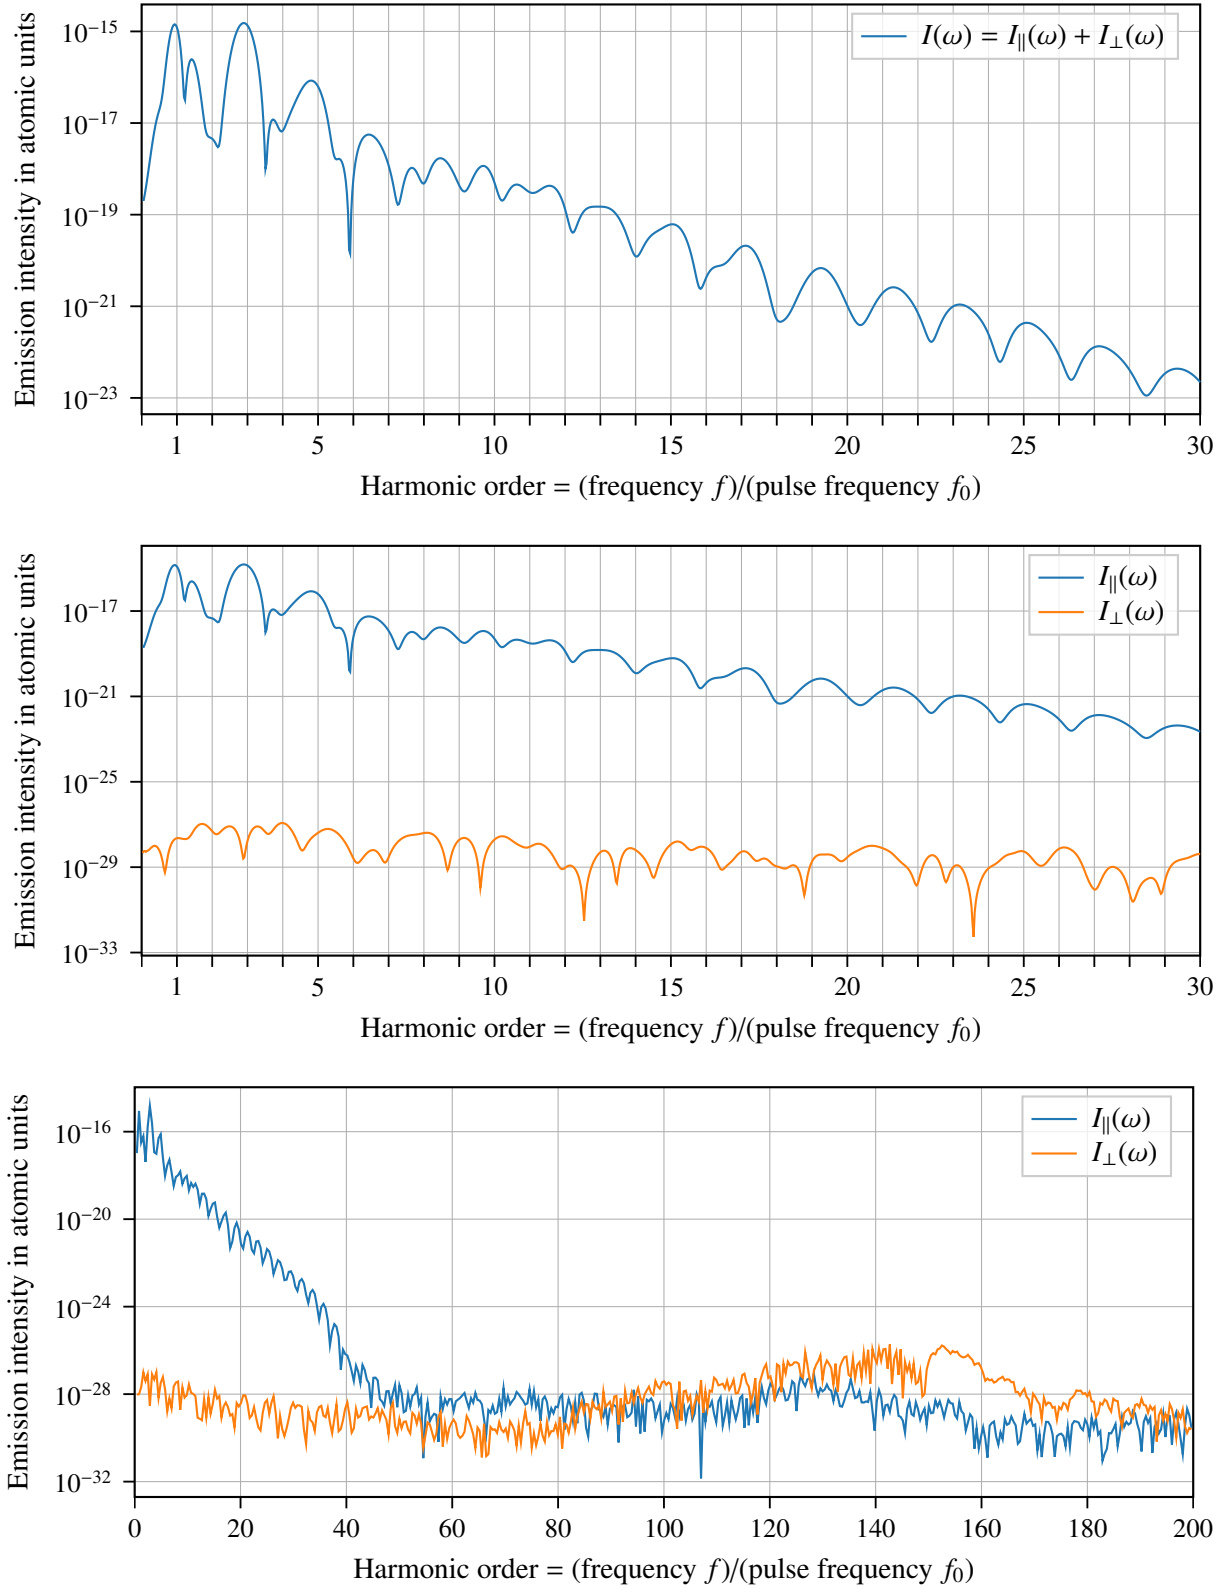 Emission intensity in atomic units
10⁻¹⁵
10⁻¹⁷
10⁻¹⁹
10⁻²¹
10⁻²³
I(ω) = I∥(ω) + I⊥(ω)
1 5 10 15 20 25 30
Harmonic order = (frequency f)/(pulse frequency f₀)
Emission intensity in atomic units
10⁻¹⁷
10⁻²¹
10⁻²⁵
10⁻²⁹
10⁻³³
I∥(ω)
I⊥(ω)
1 5 10 15 20 25 30
Harmonic order = (frequency f)/(pulse frequency f₀)
Emission intensity in atomic units
10⁻¹⁶
10⁻²⁰
10⁻²⁴
10⁻²⁸
10⁻³²
I∥(ω)
I⊥(ω)
0 20 40 60 80 100 120 140 160 180 200
Harmonic order = (frequency f)/(pulse frequency f₀)